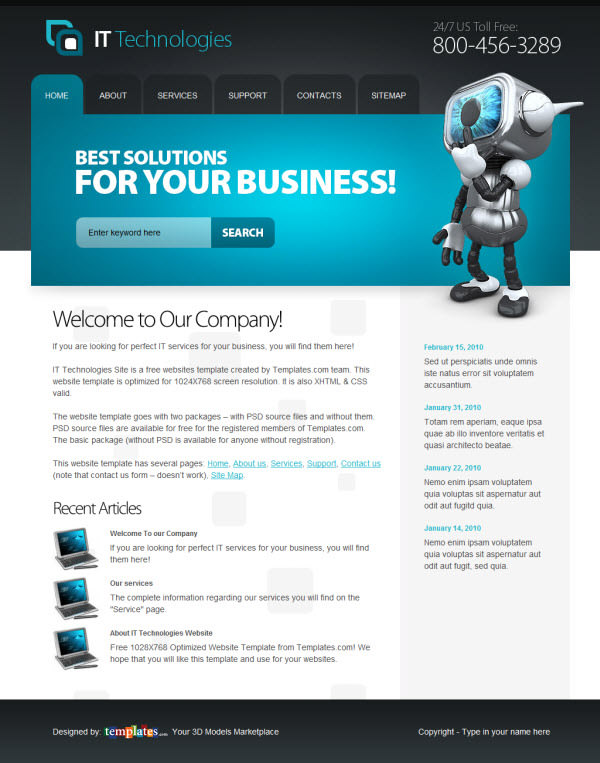 IT Technologies
24/7 US Toll Free:
800-456-3289
HOME
ABOUT
SERVICES
SUPPORT
CONTACTS
SITEMAP
BEST SOLUTIONS
FOR YOUR BUSINESS!
Enter keyword here
SEARCH
Welcome to Our Company!
If you are looking for perfect IT services for your business, you will find them here!
IT Technologies Site is a free websites template created by Templates.com team. This
website template is optimized for 1024X768 screen resolution. It is also XHTML & CSS
valid.
The website template goes with two packages – with PSD source files and without them.
PSD source files are available for free for the registered members of Templates.com.
The basic package (without PSD is available for anyone without registration).
This website template has several pages: Home, About us, Services, Support, Contact us
(note that contact us form – doesn't work), Site Map.
Recent Articles
Welcome To our Company
If you are looking for perfect IT services for your business, you will find
them here!
Our services
The complete information regarding our services you will find on the
"Service" page.
About IT Technologies Website
Free 1028X768 Optimized Website Template from Templates.com! We
hope that you will like this template and use for your websites.
February 15, 2010
Sed ut perspiciatis unde omnis
iste natus error sit voluptatem
accusantium.
January 31, 2010
Totam rem aperiam, eaque ipsa
quae ab illo inventore veritatis et
quasi architecto beatae.
January 22, 2010
Nemo enim ipsam voluptatem
quia voluptas sit aspernatur aut
odit aut fugitd quia.
January 14, 2010
Nemo enim ipsam voluptatem
quia voluptas sit aspernatur aut
odit aut fugit, sed quia.
Designed by: templates.com Your 3D Models Marketplace
Copyright - Type in your name here